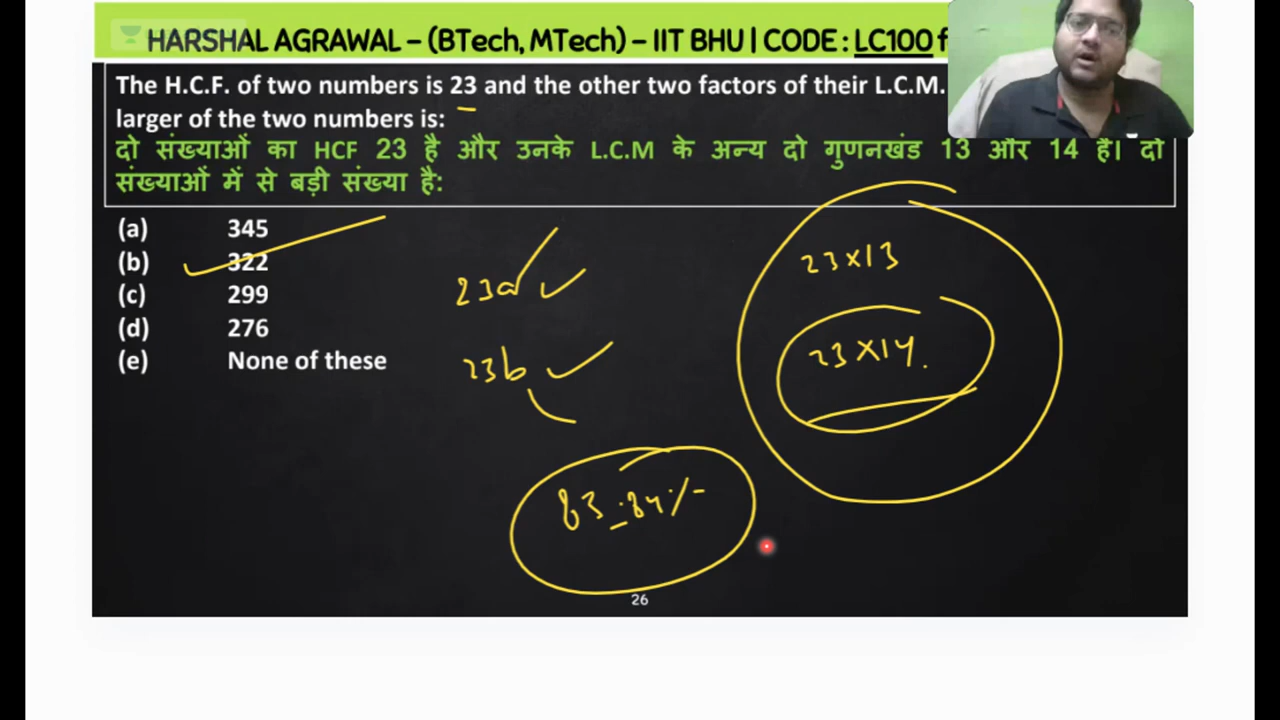 HARSHAL AGRAWAL – (BTech, MTech) – IIT BHU | CODE : LC100 f
The H.C.F. of two numbers is 23 and the other two factors of their L.C.M.
larger of the two numbers is:
दो संख्याओं का HCF 23 है और उनके L.C.M के अन्य दो गुणनखंड 13 और 14 हैं। दो
संख्याओं में से बड़ी संख्या है:
(a) 345
(b) 322
(c) 299
(d) 276
(e) None of these
23a
23b
23×13
23×14
83.84%
26